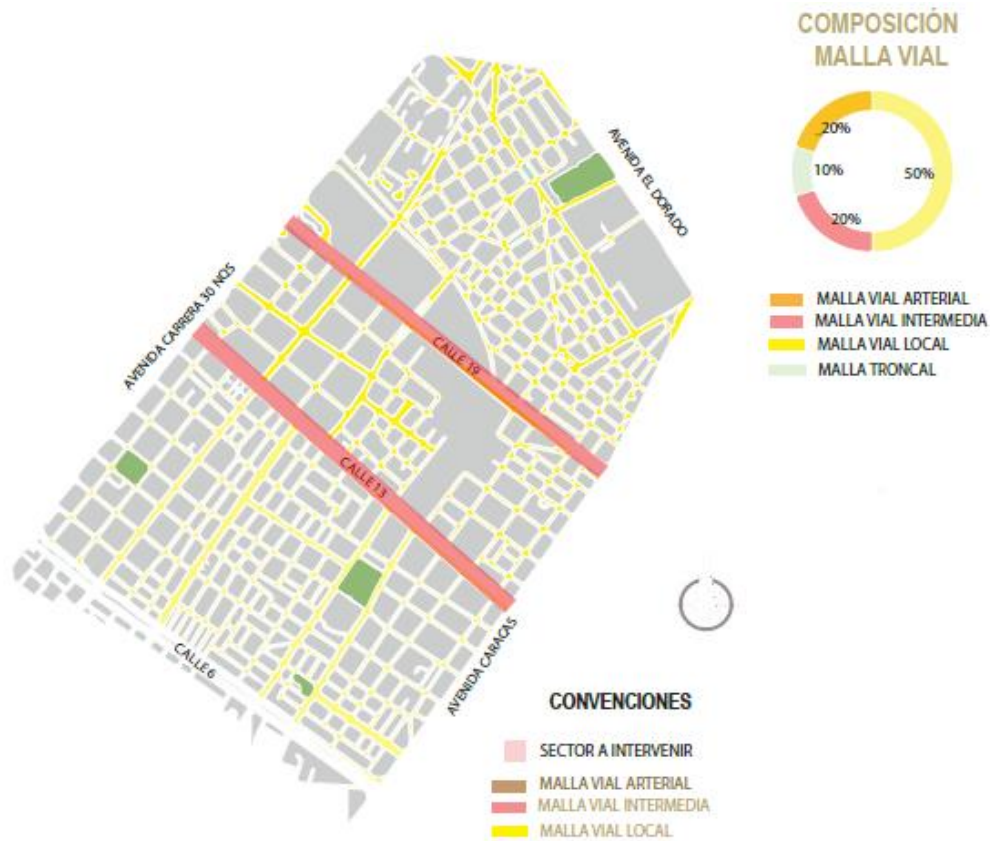 COMPOSICIÓN
MALLA VIAL
20%
10%
50%
20%
MALLA VIAL ARTERIAL
MALLA VIAL INTERMEDIA
MALLA VIAL LOCAL
MALLA TRONCAL
AVENIDA EL DORADO
AVENIDA CARRERA 30 NQS
CALLE 19
CALLE 13
CALLE 6
AVENIDA CARACAS
CONVENCIONES
SECTOR A INTERVENIR
MALLA VIAL ARTERIAL
MALLA VIAL INTERMEDIA
MALLA VIAL LOCAL